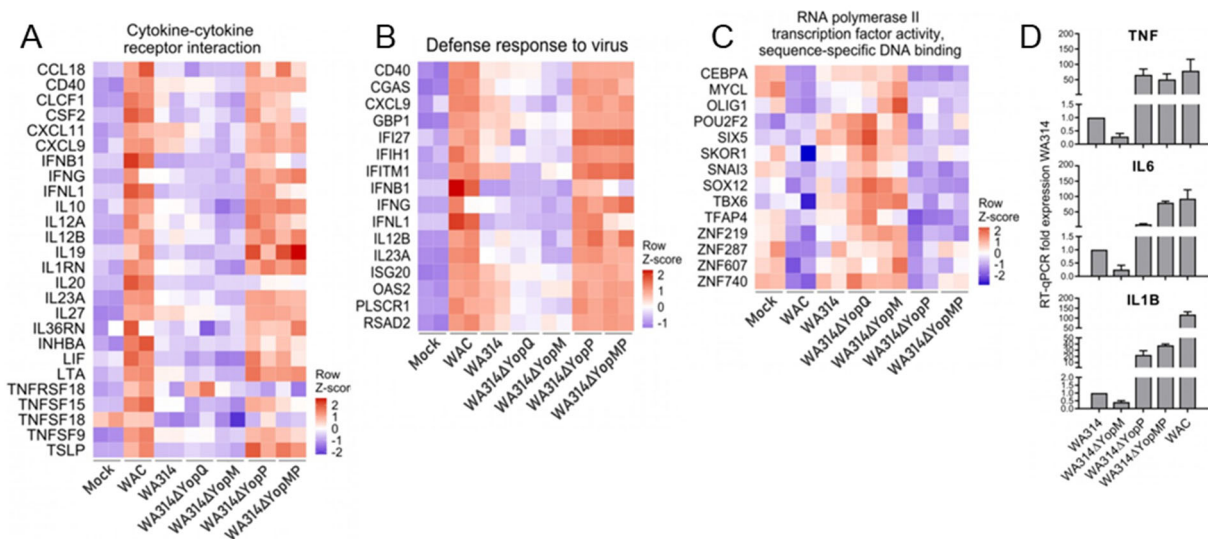 A
Cytokine-cytokine
receptor interaction
CCL18
CD40
CLCF1
CSF2
CXCL11
CXCL9
IFNB1
IFNG
IFNL1
IL10
IL12A
IL12B
IL19
IL1RN
IL20
IL23A
IL27
IL36RN
INHBA
LIF
LTA
TNFRSF18
TNFSF15
TNFSF18
TNFSF9
TSLP
Mock
WAC
WA314
WA314ΔYopQ
WA314ΔYopM
WA314ΔYopP
WA314ΔYopMP
Row
Z-score
2
1
0
-1
-2
B
Defense response to virus
CD40
CGAS
CXCL9
GBP1
IFI27
IFIH1
IFITM1
IFNB1
IFNG
IFNL1
IL12B
IL23A
ISG20
OAS2
PLSCR1
RSAD2
Mock
WAC
WA314
WA314ΔYopQ
WA314ΔYopM
WA314ΔYopP
WA314ΔYopMP
Row
Z-score
2
1
0
-1
C
RNA polymerase II
transcription factor activity,
sequence-specific DNA binding
CEBPA
MYCL
OLIG1
POU2F2
SIX5
SKOR1
SNAI3
SOX12
TBX6
TFAP4
ZNF219
ZNF287
ZNF607
ZNF740
Mock
WAC
WA314
WA314ΔYopQ
WA314ΔYopM
WA314ΔYopP
WA314ΔYopMP
Row
Z-score
2
1
0
-1
-2
D
RT-qPCR fold expression WA314
TNF
200
150
100
50
1.5
1.0
0.5
0.0
IL6
200
150
100
50
1.5
1.0
0.5
0.0
IL1B
200
150
100
50
50
40
30
20
10
2.0
1.5
1.0
0.5
0.0
WA314
WA314ΔYopM
WA314ΔYopP
WA314ΔYopMP
WAC